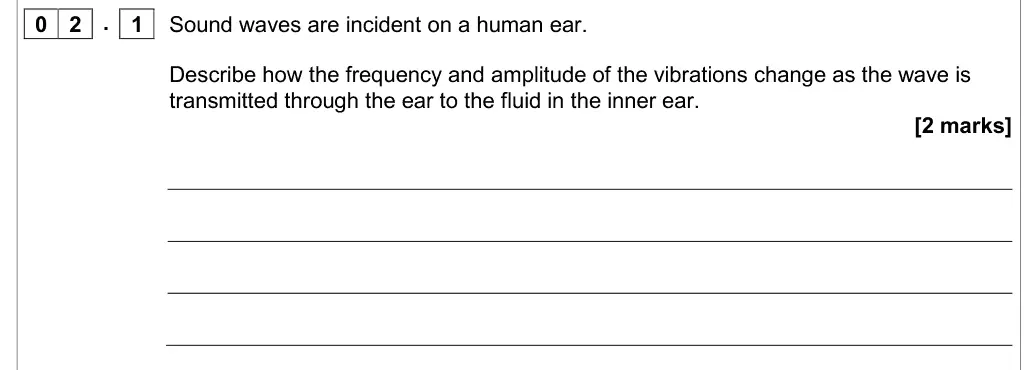 0 2 . 1 Sound waves are incident on a human ear.
Describe how the frequency and amplitude of the vibrations change as the wave is
transmitted through the ear to the fluid in the inner ear.
[2 marks]